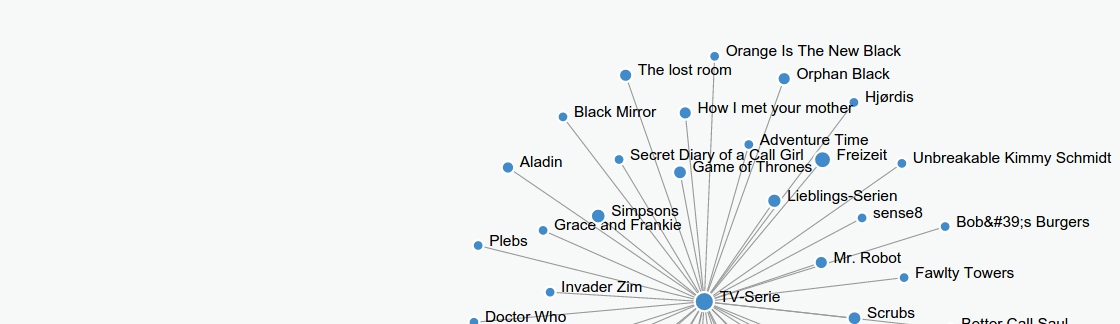 Orange Is The New Black
The lost room
Orphan Black
Hjørdis
How I met your mother
Black Mirror
Adventure Time
Secret Diary of a Call Girl
Freizeit
Unbreakable Kimmy Schmidt
Aladin
Game of Thrones
Lieblings-Serien
Simpsons
sense8
Grace and Frankie
Bob&#39;s Burgers
Plebs
Mr. Robot
Fawlty Towers
Invader Zim
TV-Serie
Scrubs
Doctor Who
Better Call Saul